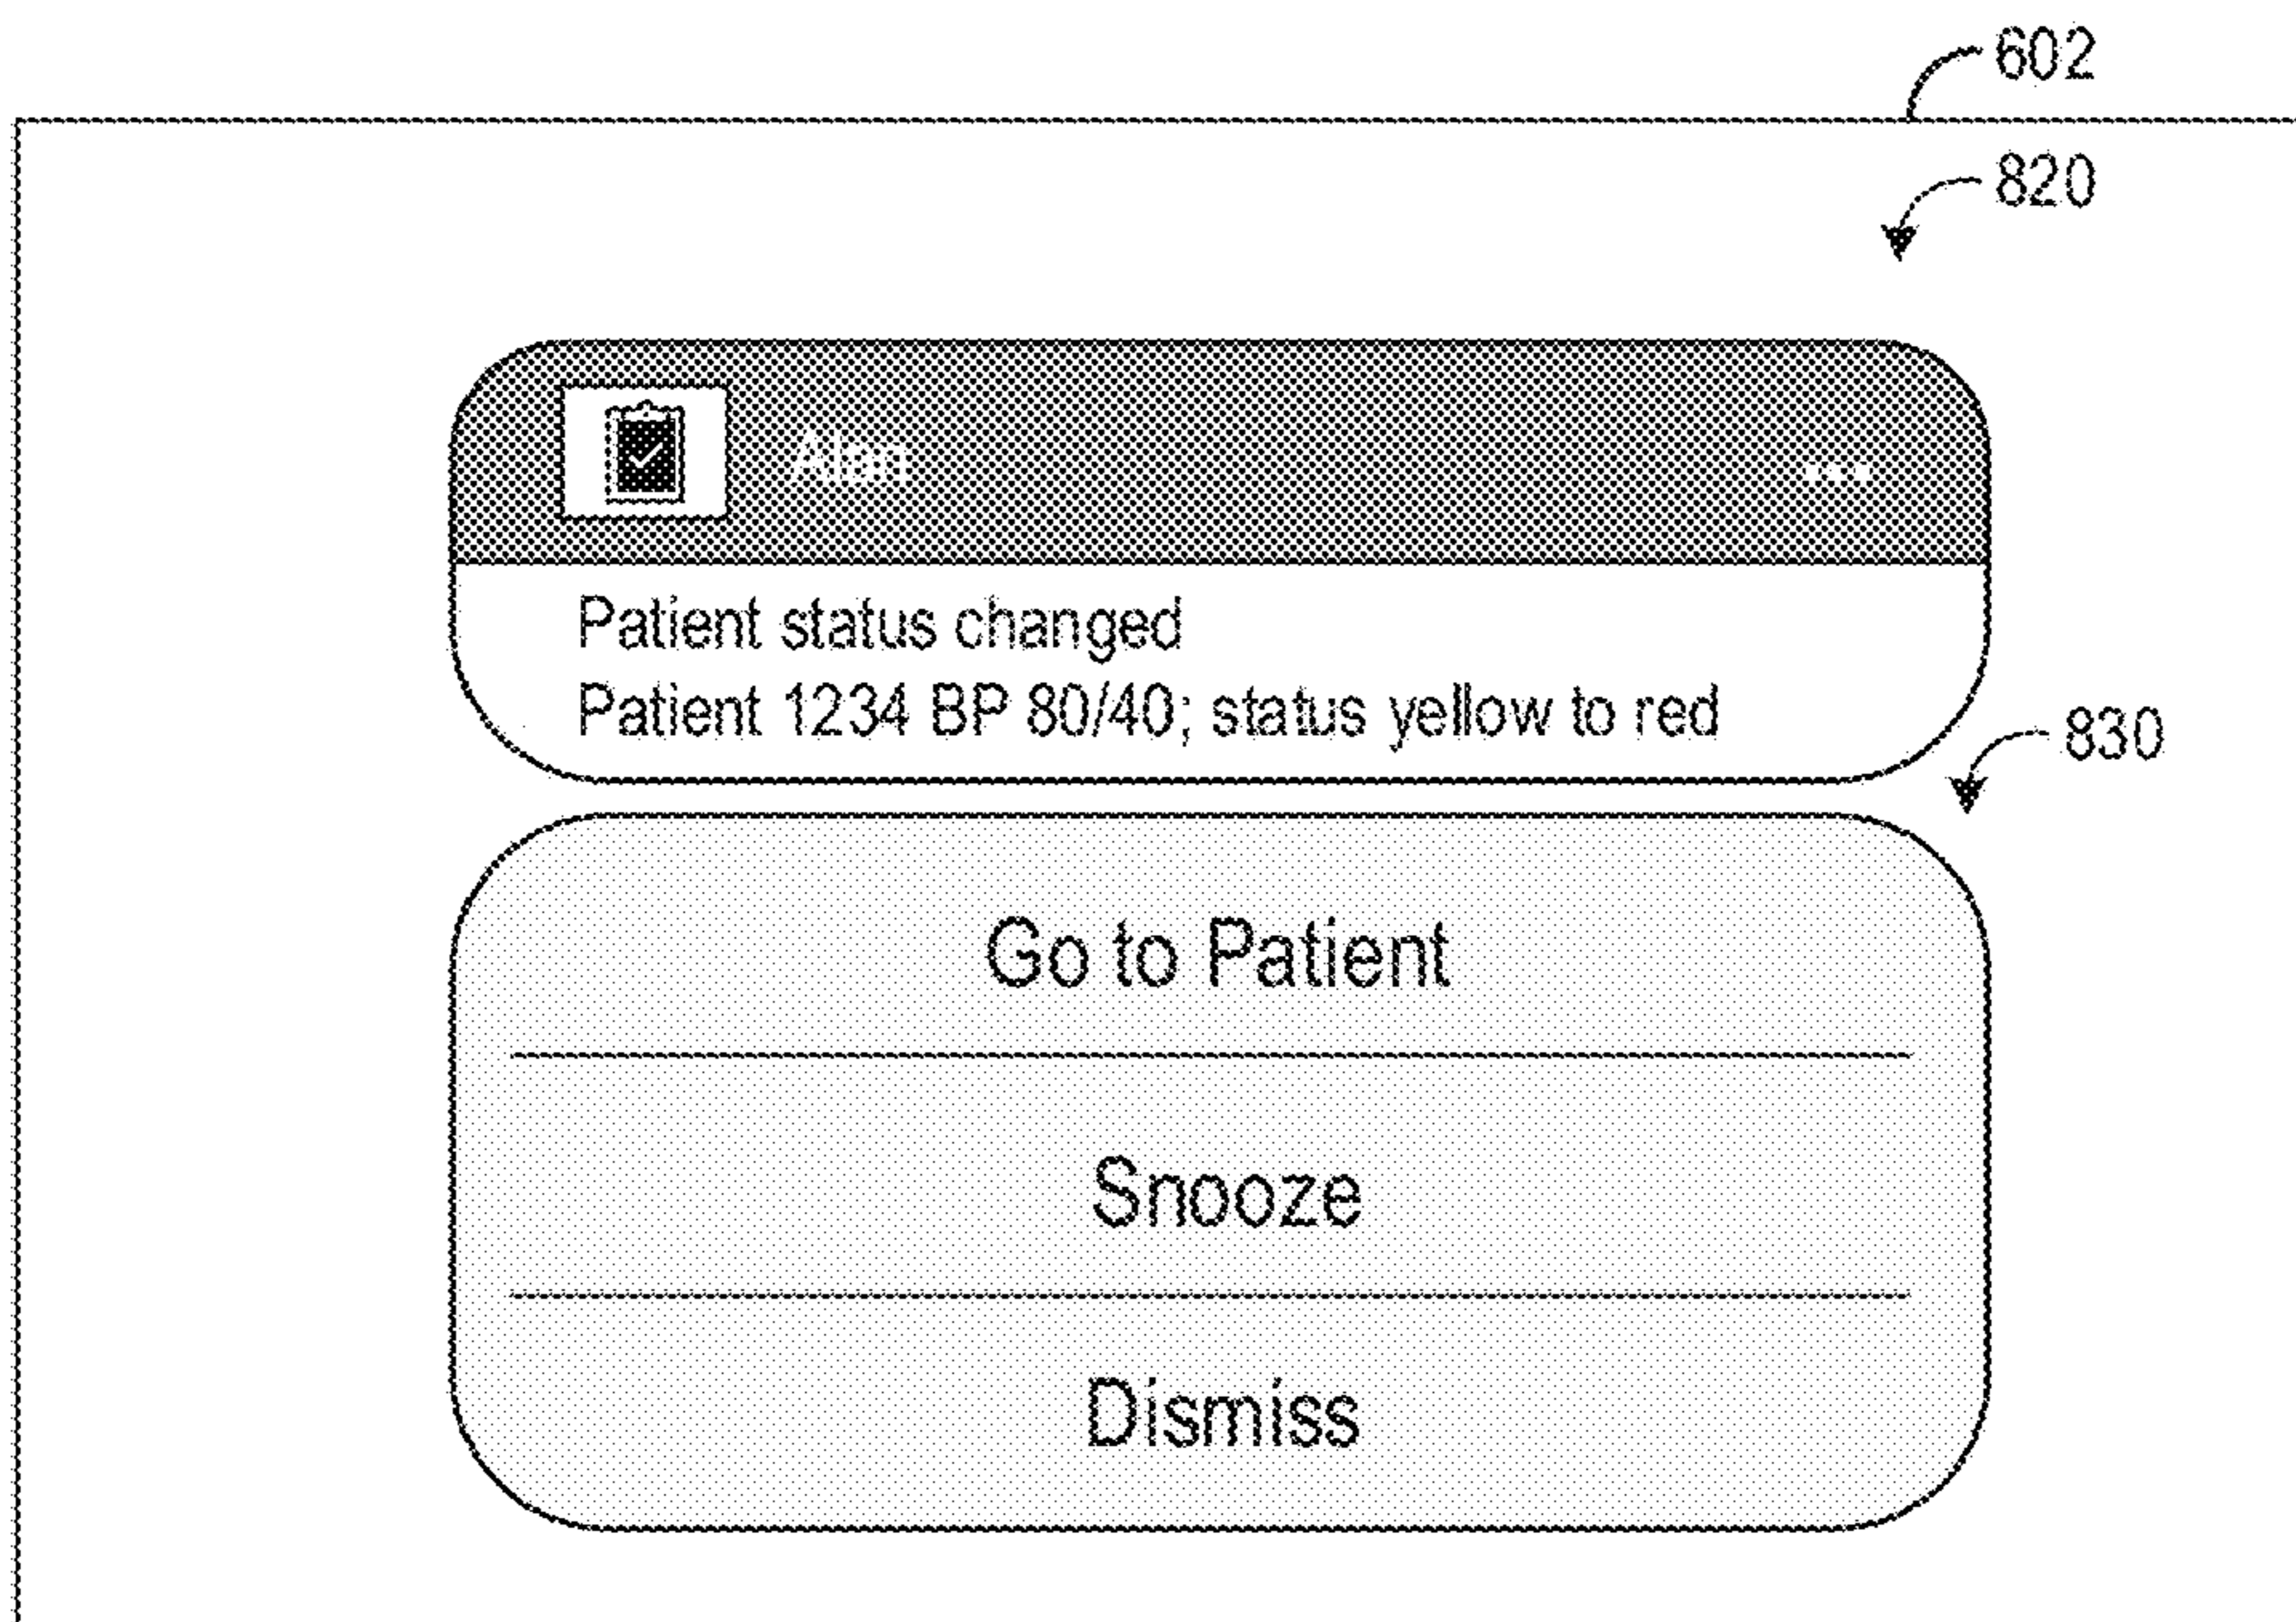 602
820
Patient status changed
Patient 1234 BP 80/40; status yellow to red
830
Go to Patient
Snooze
Dismiss